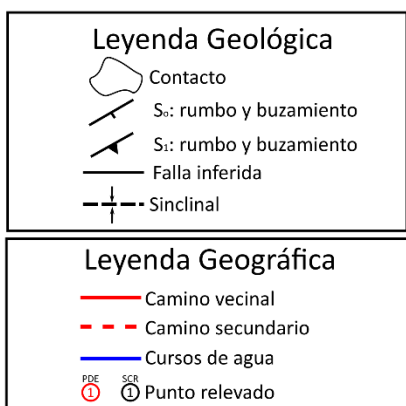 Leyenda Geológica
Contacto
S₀: rumbo y buzamiento
S₁: rumbo y buzamiento
Falla inferida
Sinclinal
Leyenda Geográfica
Camino vecinal
Camino secundario
Cursos de agua
PDE SCR
1 1 Punto relevado